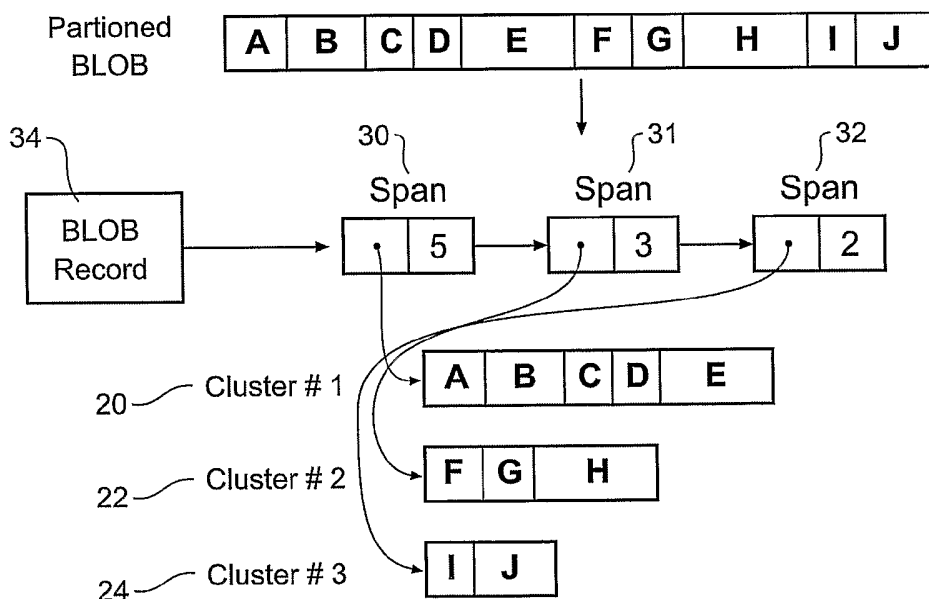 Partioned
BLOB
A B C D E F G H I J
34
30
31
32
Span
Span
Span
BLOB
Record
5
3
2
20
Cluster # 1
A B C D E
22
Cluster # 2
F G H
24
Cluster # 3
I J